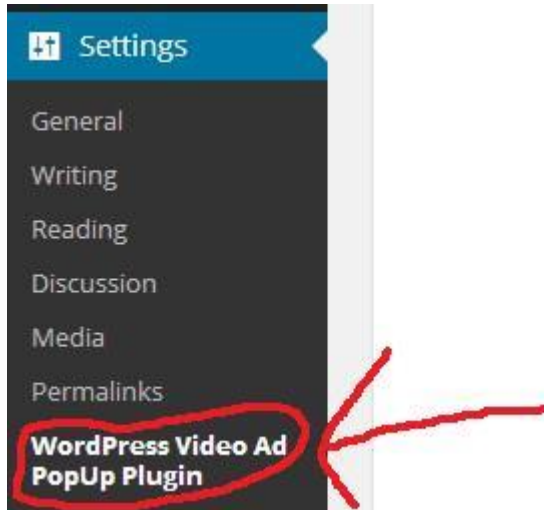 Settings
General
Writing
Reading
Discussion
Media
Permalinks
WordPress Video Ad
PopUp Plugin